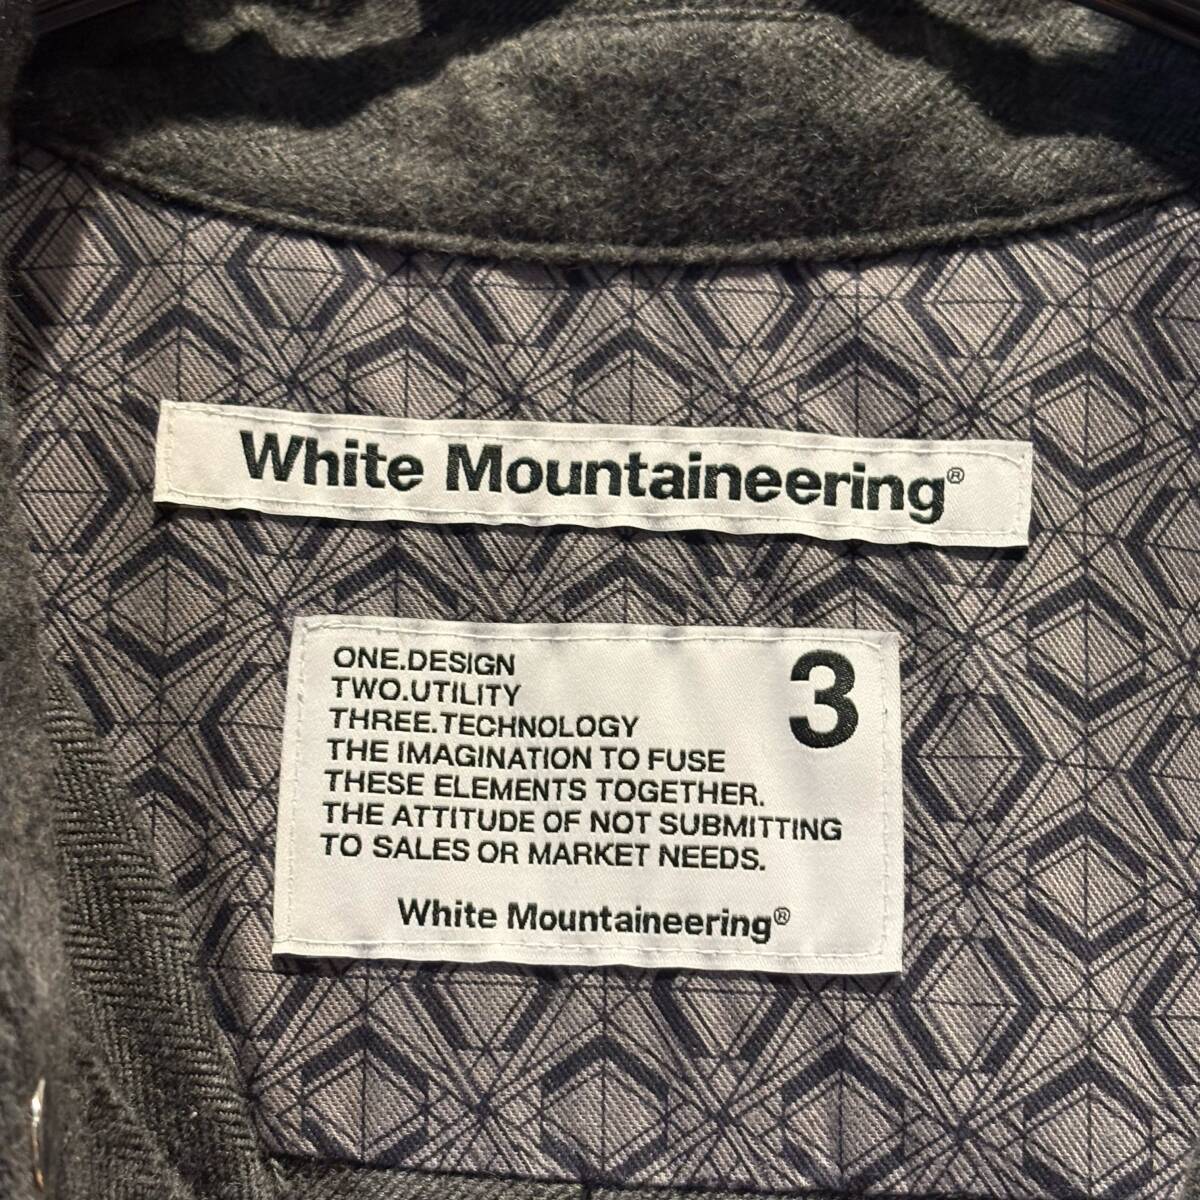 White Mountaineering®
3
ONE.DESIGN
TWO.UTILITY
THREE.TECHNOLOGY
THE IMAGINATION TO FUSE
THESE ELEMENTS TOGETHER.
THE ATTITUDE OF NOT SUBMITTING
TO SALES OR MARKET NEEDS.
White Mountaineering®